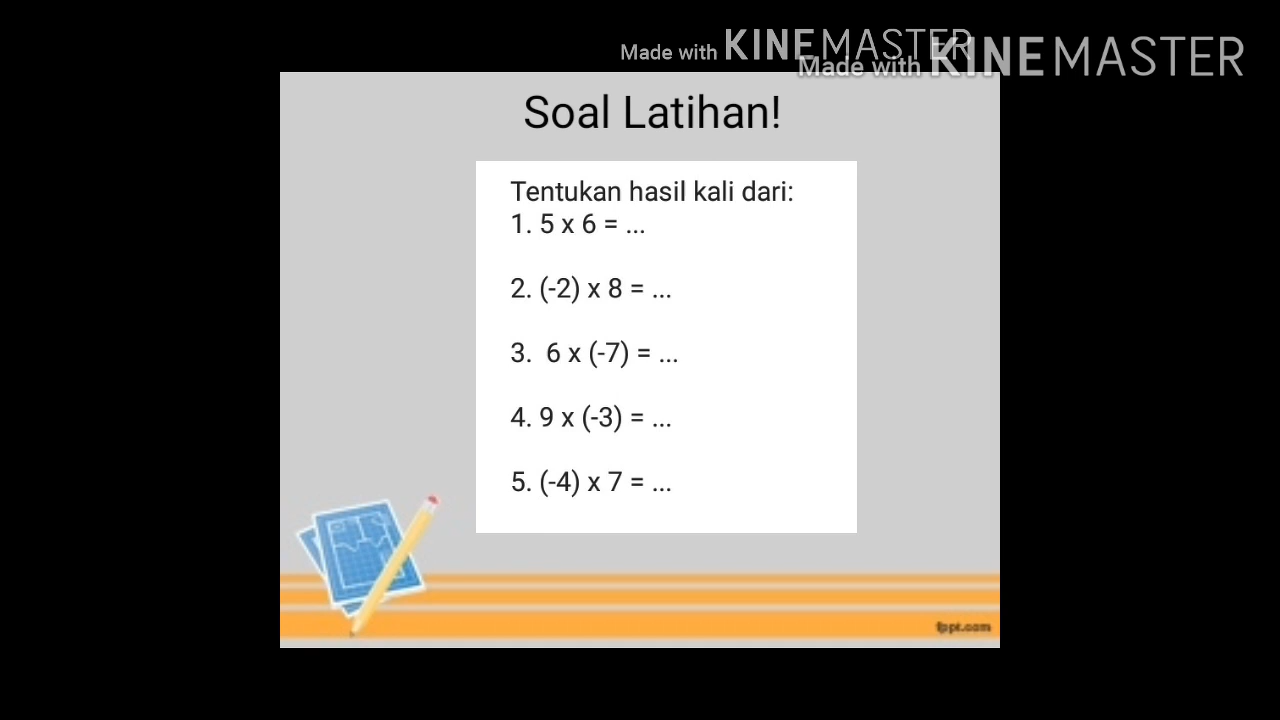 Made with KINEMASTER
Made with KINEMASTER
Soal Latihan!
Tentukan hasil kali dari:
1. 5 x 6 = ...
2. (-2) x 8 = ...
3.  6 x (-7) = ...
4. 9 x (-3) = ...
5. (-4) x 7 = ...
fppt.com